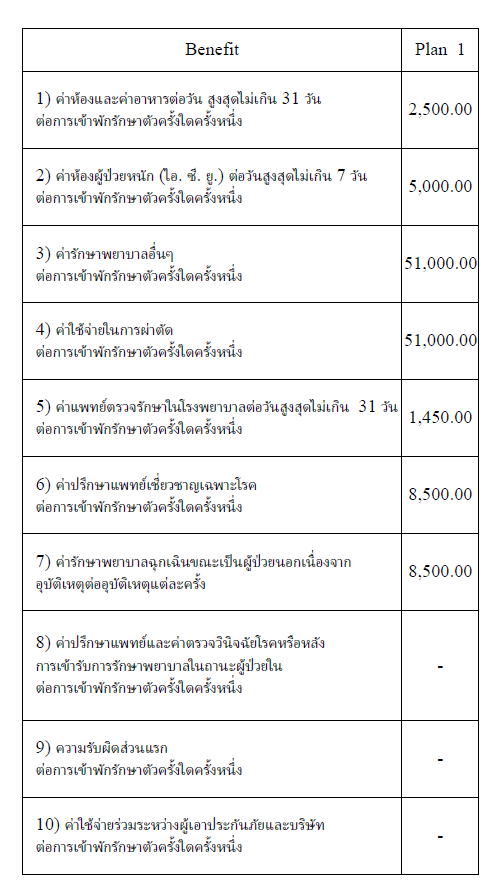 Benefit Plan 1
1) ค่าห้องและค่าอาหารต่อวัน สูงสุดไม่เกิน 31 วัน
ต่อการเข้าพักรักษาตัวครั้งใดครั้งหนึ่ง
2,500.00
2) ค่าห้องผู้ป่วยหนัก (ไอ. ซี. ยู.) ต่อวันสูงสุดไม่เกิน 7 วัน
ต่อการเข้าพักรักษาตัวครั้งใดครั้งหนึ่ง
5,000.00
3) ค่ารักษาพยาบาลอื่นๆ
ต่อการเข้าพักรักษาตัวครั้งใดครั้งหนึ่ง
51,000.00
4) ค่าใช้จ่ายในการผ่าตัด
ต่อการเข้าพักรักษาตัวครั้งใดครั้งหนึ่ง
51,000.00
5) ค่าแพทย์ตรวจรักษาในโรงพยาบาลต่อวันสูงสุดไม่เกิน 31 วัน
ต่อการเข้าพักรักษาตัวครั้งใดครั้งหนึ่ง
1,450.00
6) ค่าปรึกษาแพทย์เชี่ยวชาญเฉพาะโรค
ต่อการเข้าพักรักษาตัวครั้งใดครั้งหนึ่ง
8,500.00
7) ค่ารักษาพยาบาลฉุกเฉินขณะเป็นผู้ป่วยนอกเนื่องจาก
อุบัติเหตุต่ออุบัติเหตุแต่ละครั้ง
8,500.00
8) ค่าปรึกษาแพทย์และค่าตรวจวินิจฉัยโรคหรือหลัง
การเข้ารับการรักษาพยาบาลในถานะผู้ป่วยใน
ต่อการเข้าพักรักษาตัวครั้งใดครั้งหนึ่ง
-
9) ความรับผิดส่วนแรก
ต่อการเข้าพักรักษาตัวครั้งใดครั้งหนึ่ง
-
10) ค่าใช้จ่ายร่วมระหว่างผู้เอาประกันภัยและบริษัท
ต่อการเข้าพักรักษาตัวครั้งใดครั้งหนึ่ง
-